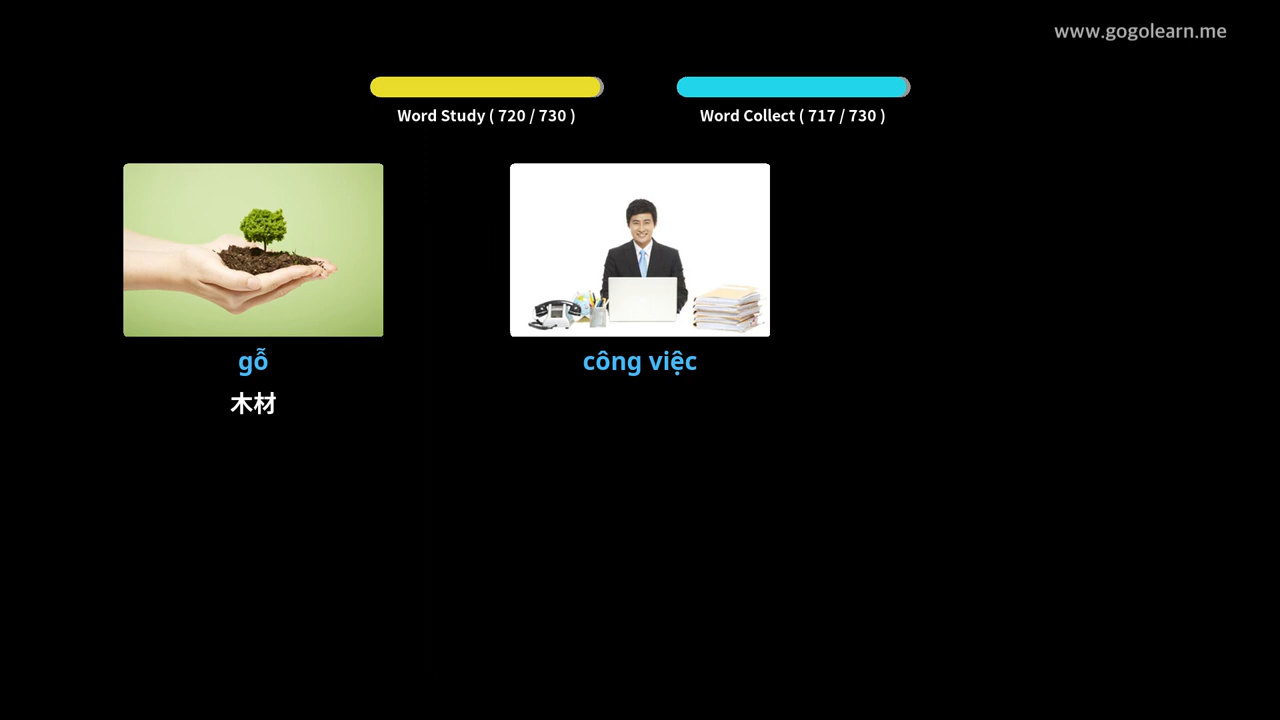 www.gogolearn.me
Word Study ( 720 / 730 )
Word Collect ( 717 / 730 )
gỗ
công việc
木材